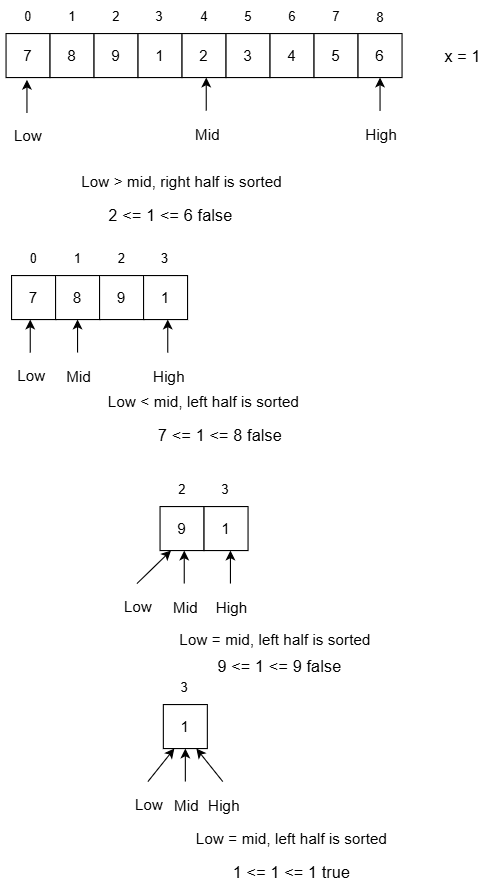 0 1 2 3 4 5 6 7 8
7 8 9 1 2 3 4 5 6 x = 1
Low Mid High
Low > mid, right half is sorted
2 <= 1 <= 6 false
0 1 2 3
7 8 9 1
Low Mid High
Low < mid, left half is sorted
7 <= 1 <= 8 false
2 3
9 1
Low Mid High
Low = mid, left half is sorted
9 <= 1 <= 9 false
3
1
Low Mid High
Low = mid, left half is sorted
1 <= 1 <= 1 true